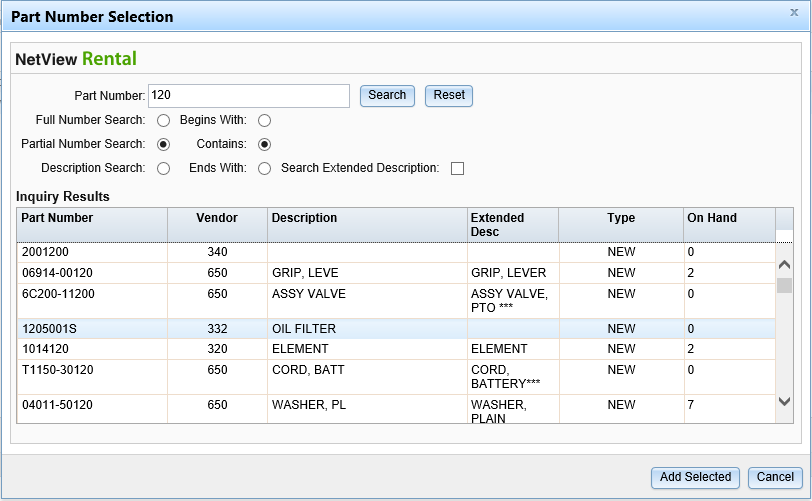 Part Number Selection x
NetView Rental
Part Number: 120 Search Reset
Full Number Search: Begins With:
Partial Number Search: Contains:
Description Search: Ends With: Search Extended Description:
Inquiry Results
Part Number Vendor Description Extended Desc Type On Hand
2001200 340 NEW 0
06914-00120 650 GRIP, LEVE GRIP, LEVER NEW 2
6C200-11200 650 ASSY VALVE ASSY VALVE, PTO *** NEW 0
1205001S 332 OIL FILTER NEW 0
1014120 320 ELEMENT ELEMENT NEW 2
T1150-30120 650 CORD, BATT CORD, BATTERY*** NEW 0
04011-50120 650 WASHER, PL WASHER, PLAIN NEW 7
Add Selected Cancel